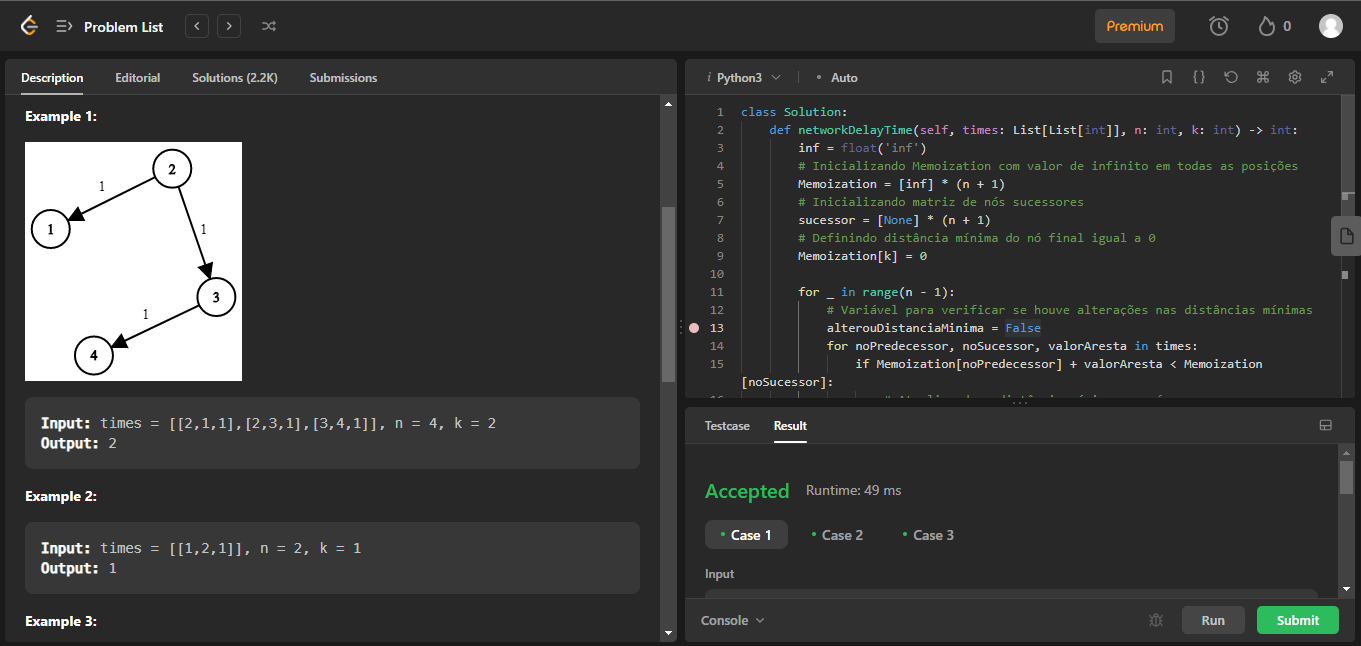 Problem List
Premium
0
Description Editorial Solutions (2.2K) Submissions
Example 1:
2
1
1
1
3
1
4
Input: times = [[2,1,1],[2,3,1],[3,4,1]], n = 4, k = 2
Output: 2
Example 2:
Input: times = [[1,2,1]], n = 2, k = 1
Output: 1
Example 3:
i Python3 • Auto
1 class Solution:
2 def networkDelayTime(self, times: List[List[int]], n: int, k: int) -> int:
3 inf = float('inf')
4 # Inicializando Memoization com valor de infinito em todas as posições
5 Memoization = [inf] * (n + 1)
6 # Inicializando matriz de nós sucessores
7 sucessor = [None] * (n + 1)
8 # Definindo distância mínima do nó final igual a 0
9 Memoization[k] = 0
10
11 for _ in range(n - 1):
12 # Variável para verificar se houve alterações nas distâncias mínimas
13 alterouDistanciaMinima = False
14 for noPredecessor, noSucessor, valorAresta in times:
15 if Memoization[noPredecessor] + valorAresta < Memoization
[noSucessor]:
Testcase Result
Accepted Runtime: 49 ms
• Case 1 • Case 2 • Case 3
Input
Console Run Submit